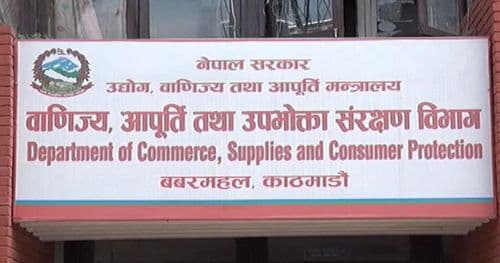 नेपाल सरकार
उद्योग, वाणिज्य तथा आपूर्ति मन्त्रालय
वाणिज्य, आपूर्ति तथा उपभोक्ता संरक्षण विभाग
Department of Commerce, Supplies and Consumer Protection
बबरमहल, काठमाडौं